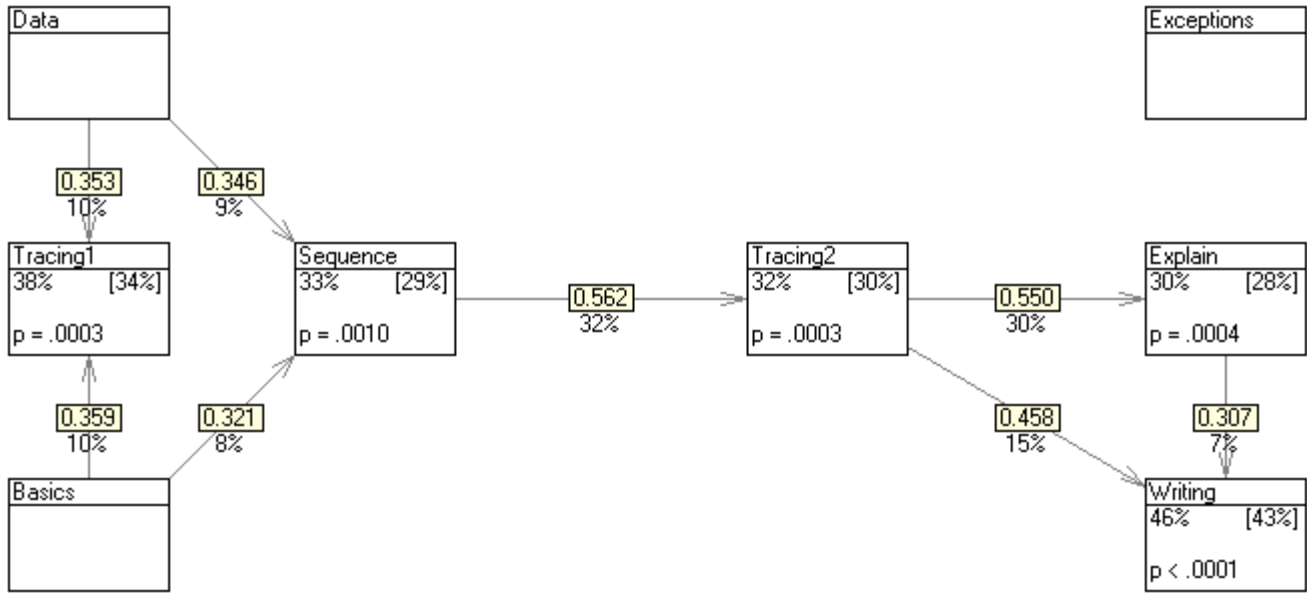 Data
Exceptions
0.353
10%
0.346
9%
Tracing1
38% [34%]
p = .0003
Sequence
33% [29%]
p = .0010
0.562
32%
Tracing2
32% [30%]
p = .0003
0.550
30%
Explain
30% [28%]
p = .0004
0.359
10%
0.321
8%
0.458
15%
0.307
7%
Basics
Writing
46% [43%]
p < .0001